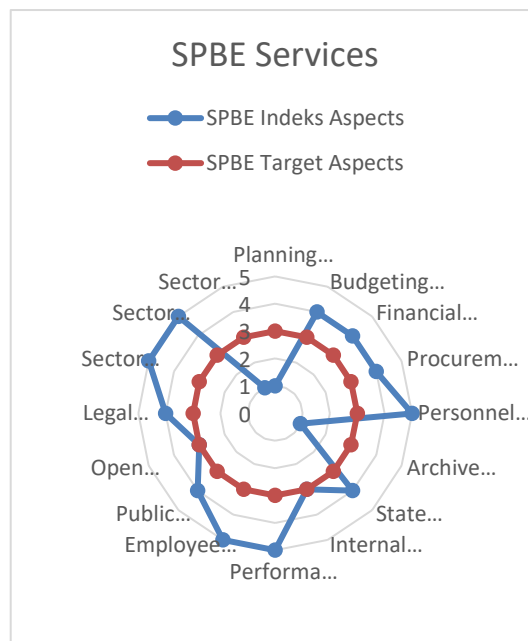 SPBE Services
SPBE Indeks Aspects
SPBE Target Aspects
Planning...
Sector...
Budgeting...
Sector...
Financial...
Sector...
Procurem...
Legal...
Personnel...
Open...
Archive...
Public...
State...
Employee...
Internal...
Performa...
5
4
3
2
1
0